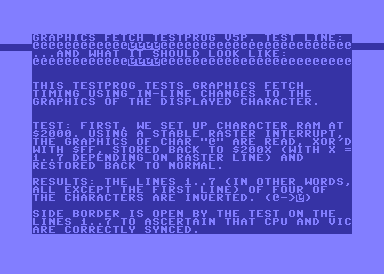 GRAPHICS FETCH TESTPROG V5P. TEST LINE:
@@@@@@@@@@@@@@@@@@@@@@@@@@@@@@@@@@@@@@@@
...AND WHAT IT SHOULD LOOK LIKE:
@@@@@@@@@@@@@@@@@@@@@@@@@@@@@@@@@@@@@@@@
THIS TESTPROG TESTS GRAPHICS FETCH
TIMING USING IN-LINE CHANGES TO THE
GRAPHICS OF THE DISPLAYED CHARACTER.
TEST: FIRST, WE SET UP CHARACTER RAM AT
$2000. USING A STABLE RASTER INTERRUPT,
THE GRAPHICS OF CHAR "@" ARE READ, XOR'D
WITH $FF, STORED BACK TO $200X (WITH X =
1..7 DEPENDING ON RASTER LINE) AND
RESTORED BACK TO NORMAL.
RESULTS: THE LINES 1..7 (IN OTHER WORDS,
ALL EXCEPT THE FIRST LINE) OF FOUR OF
THE CHARACTERS ARE INVERTED. (@->@)
SIDE BORDER IS OPEN BY THE TEST ON THE
LINES 1..7 TO ASCERTAIN THAT CPU AND VIC
ARE CORRECTLY SYNCED.